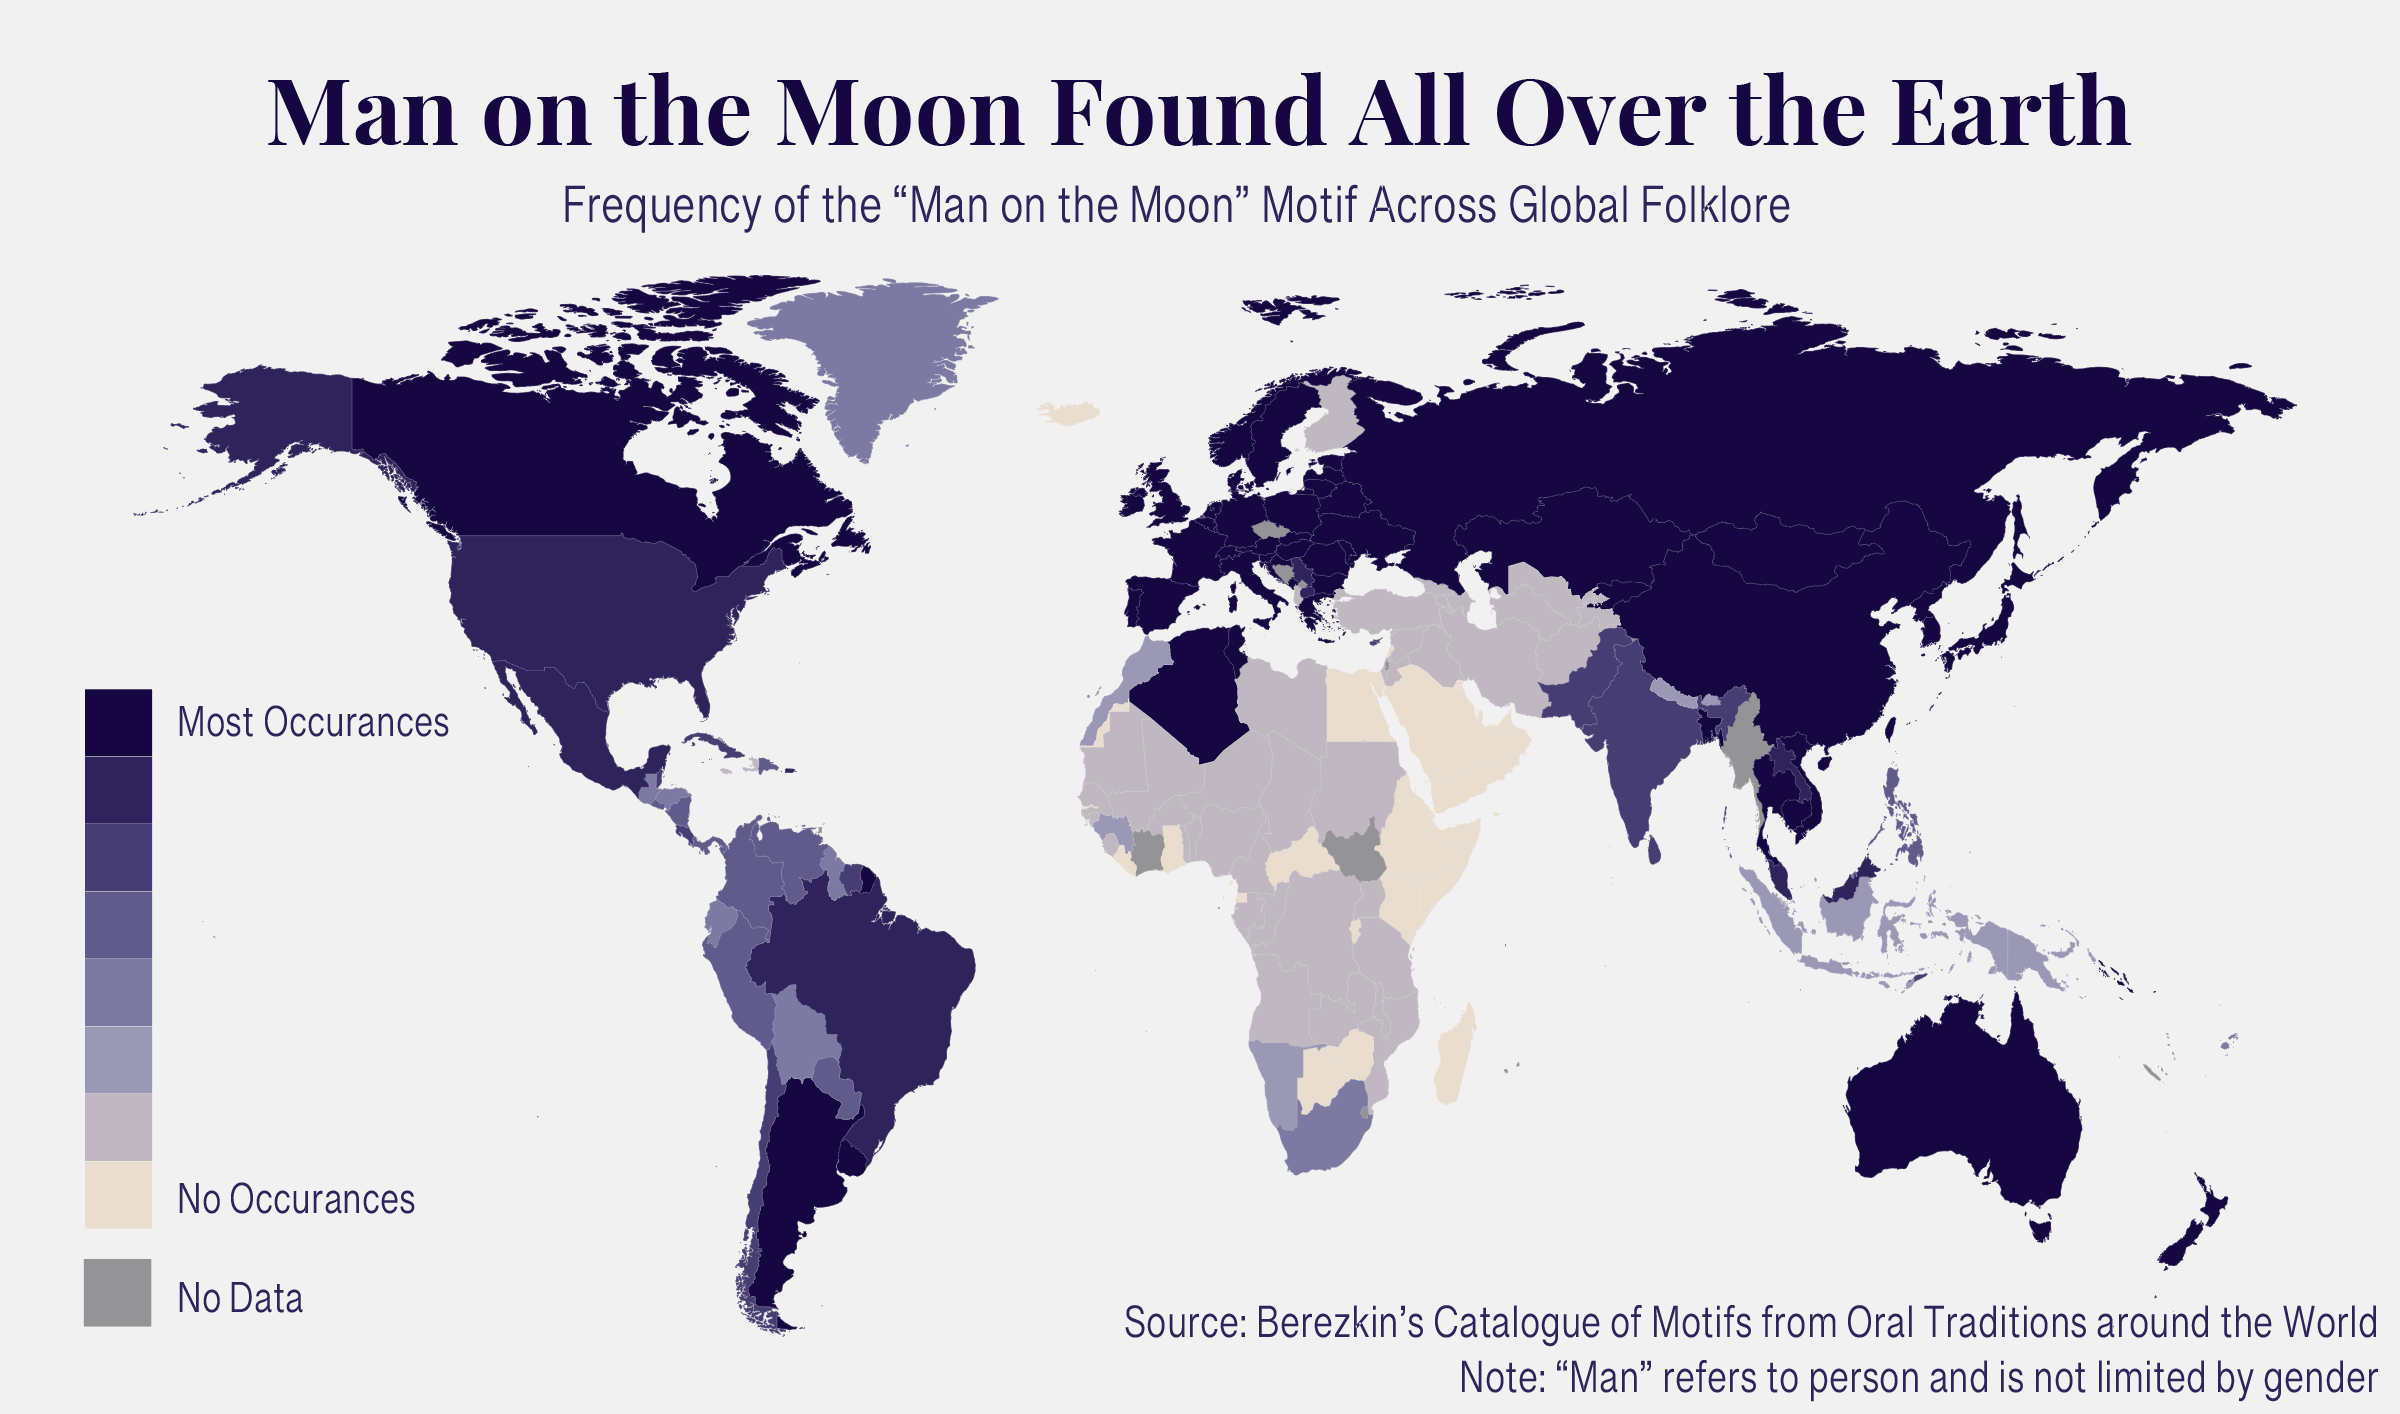 Man on the Moon Found All Over the Earth
Frequency of the “Man on the Moon” Motif Across Global Folklore
Most Occurances
No Occurances
No Data
Source: Berezkin’s Catalogue of Motifs from Oral Traditions around the World
Note: “Man” refers to person and is not limited by gender